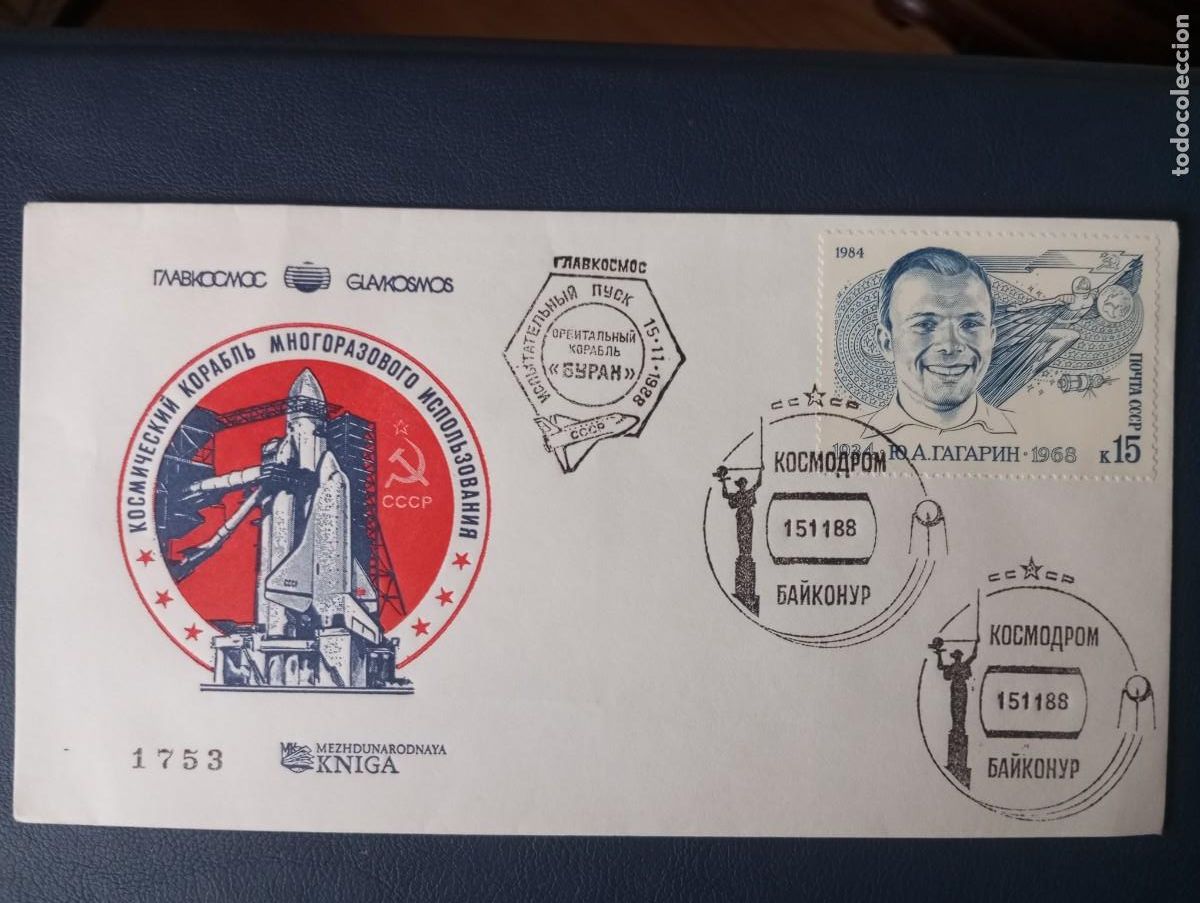 todocoleccion
ГЛАВКОСМОС GLAVKOSMOS
КОСМИЧЕСКИЙ КОРАБЛЬ МНОГОРАЗОВОГО ИСПОЛЬЗОВАНИЯ
СССР
СССР
1753
MK MEZHDUNARODNAYA
KNIGA
ГЛАВКОСМОС
ИСПЫТАТЕЛЬНЫЙ ПУСК 15·11·1988
ОРБИТАЛЬНЫЙ
КОРАБЛЬ
«БУРАН»
СССР
1984
ПОЧТА СССР
1934 · Ю.А.ГАГАРИН · 1968 К 15
СССР
КОСМОДРОМ
151188
БАЙКОНУР
СССР
КОСМОДРОМ
151188
БАЙКОНУР